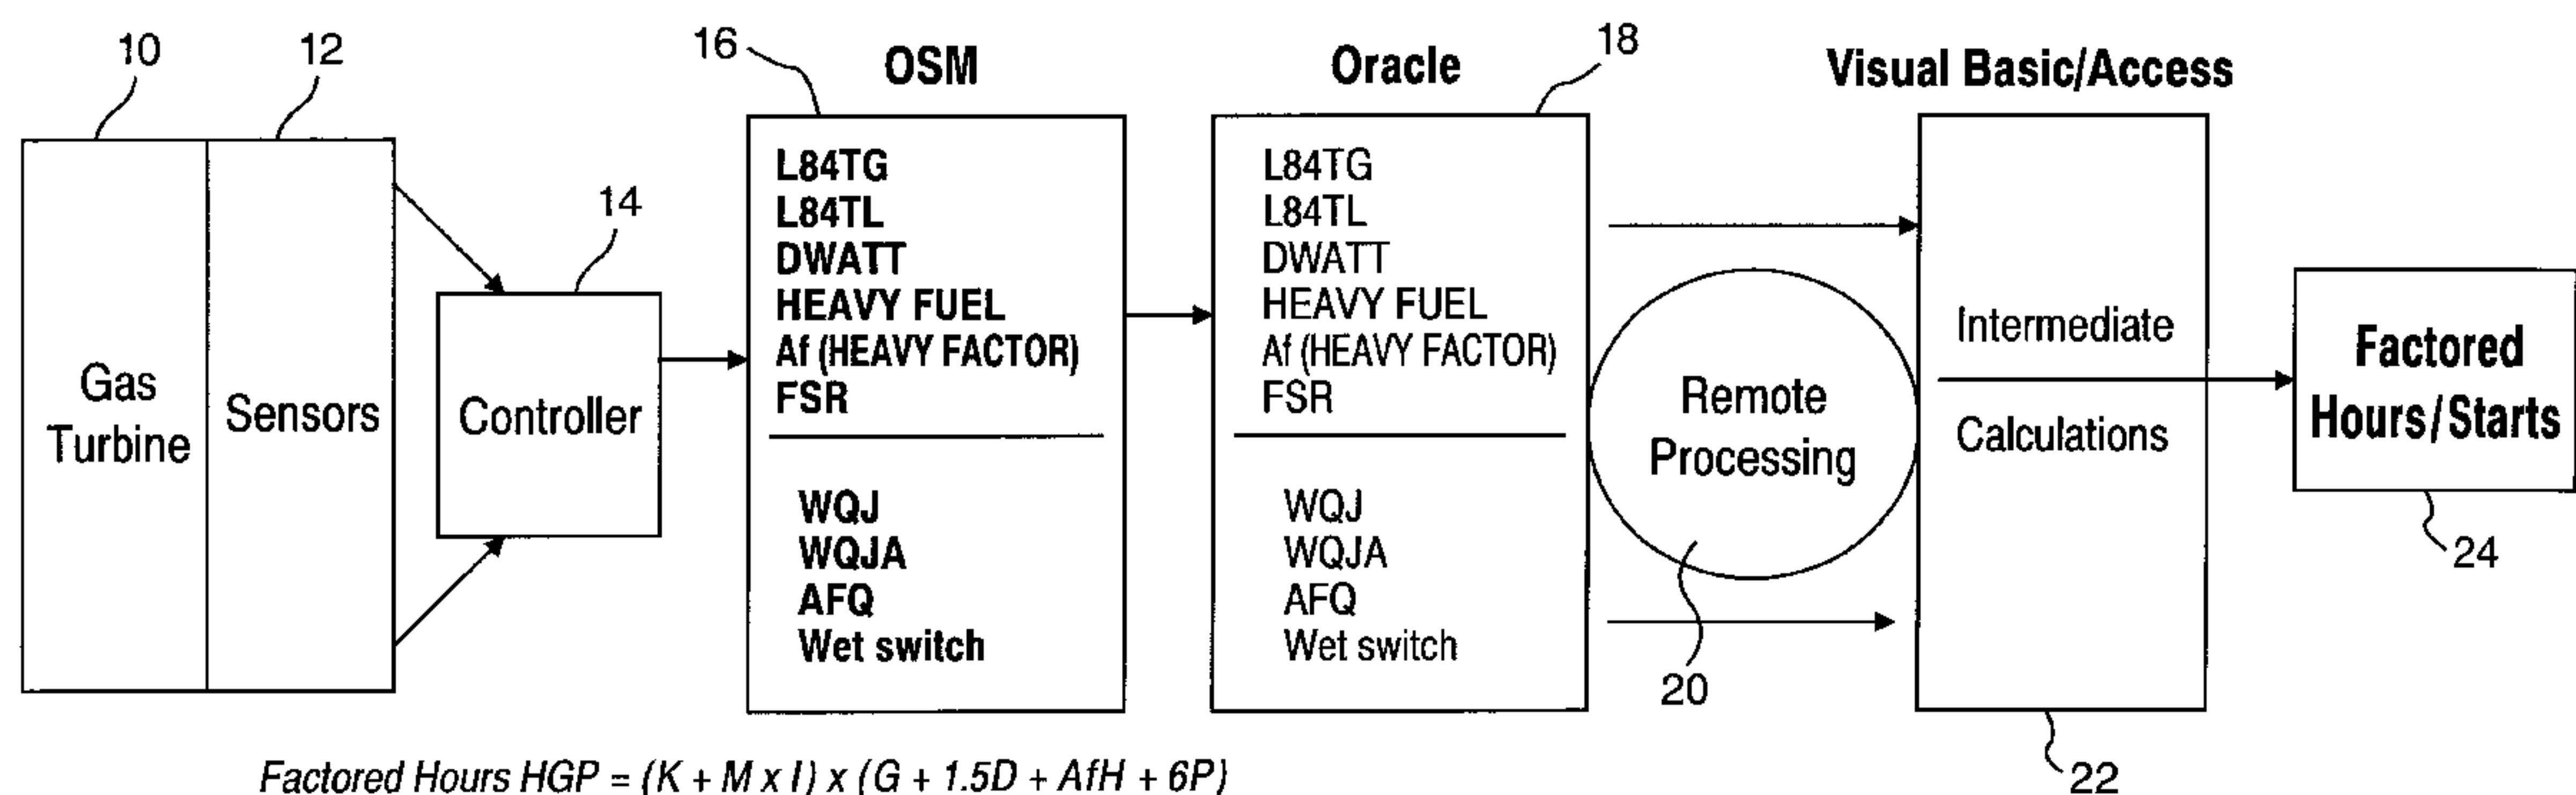 10
12
14
16
OSM
18
Oracle
Visual Basic/Access
Gas
Turbine
Sensors
Controller
L84TG
L84TL
DWATT
HEAVY FUEL
Af (HEAVY FACTOR)
FSR
WQJ
WQJA
AFQ
Wet switch
L84TG
L84TL
DWATT
HEAVY FUEL
Af (HEAVY FACTOR)
FSR
WQJ
WQJA
AFQ
Wet switch
Remote
Processing
20
Intermediate
Calculations
22
Factored
Hours/Starts
24
Factored Hours HGP = (K + M x I) x (G + 1.5D + AfH + 6P)